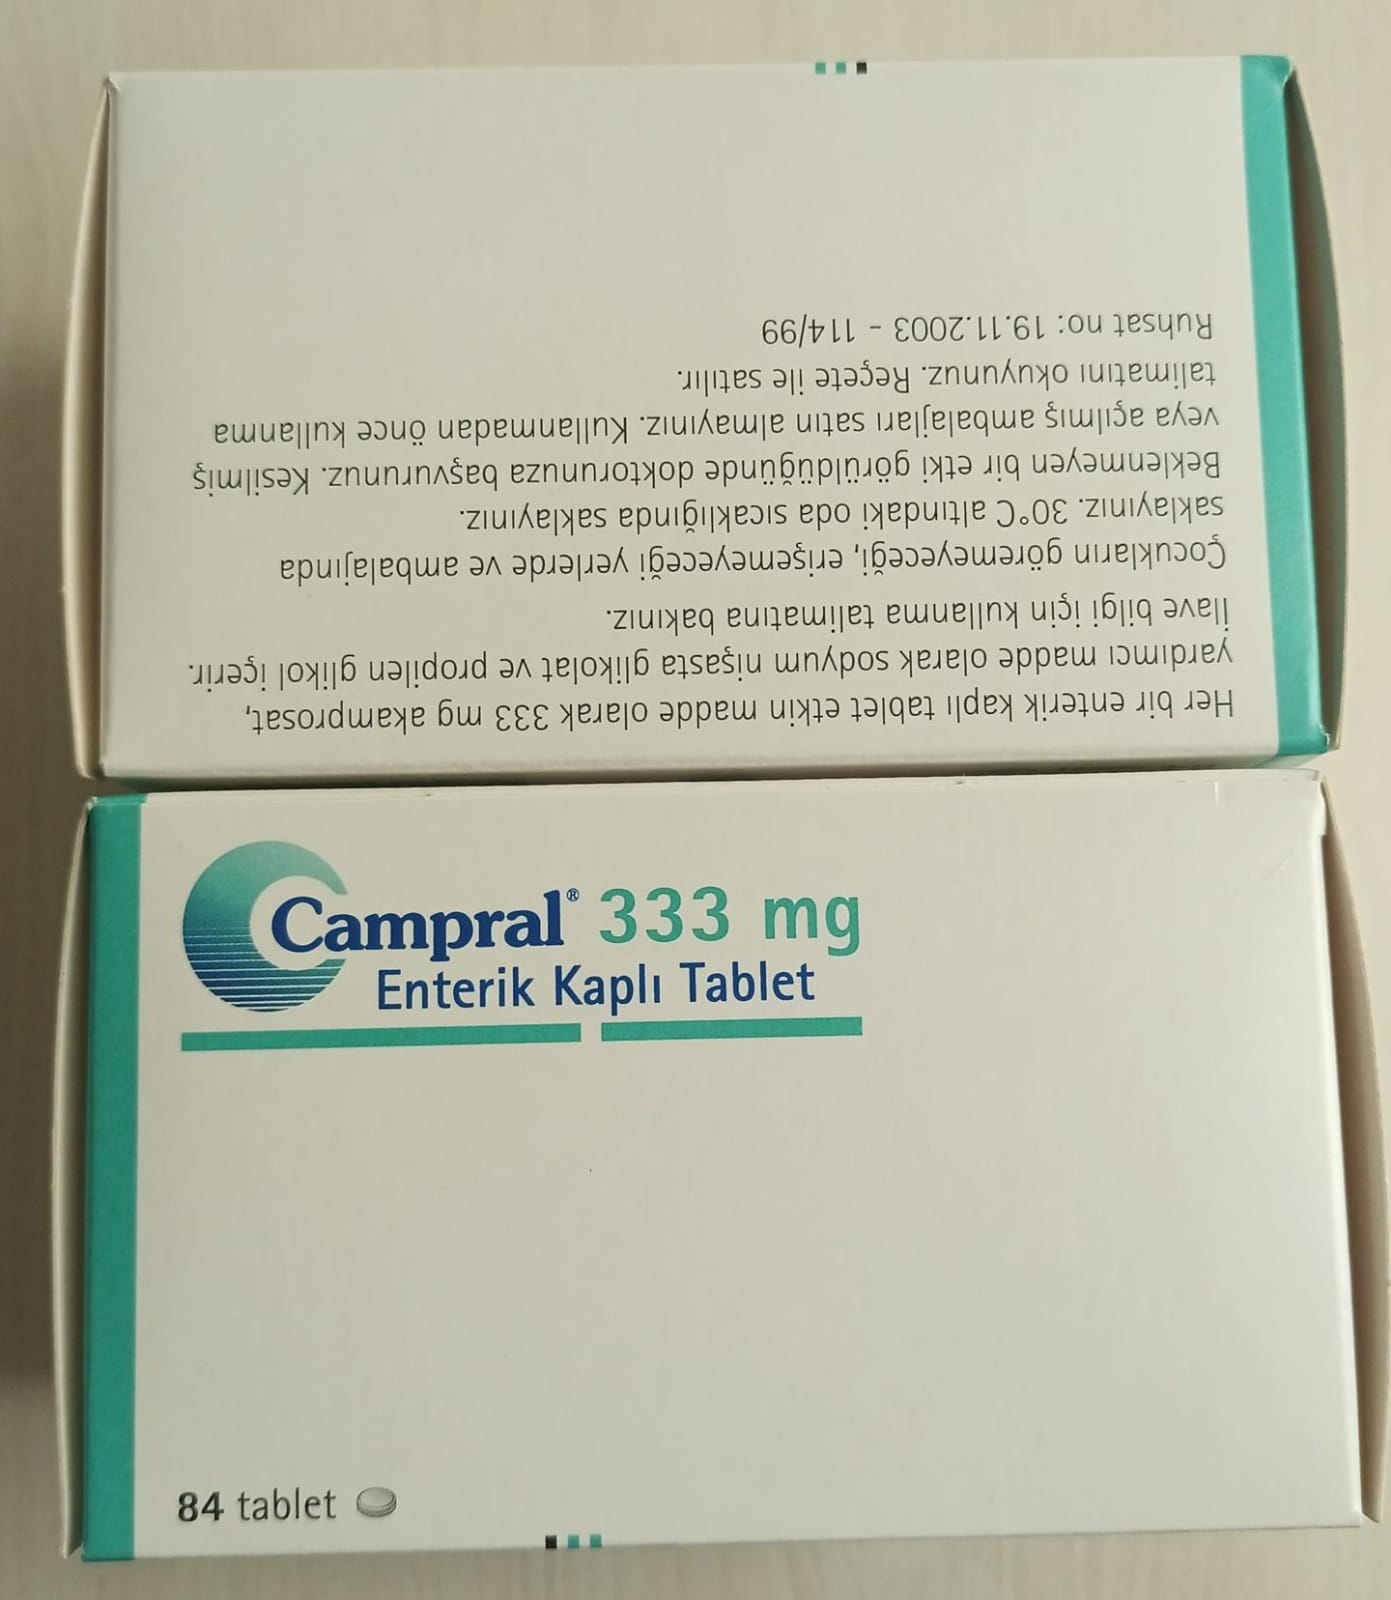 Her bir enterik kaplı tablet etkin madde olarak 333 mg akamprosat,
yardımcı madde olarak sodyum nişasta glikolat ve propilen glikol içerir.
İlave bilgi için kullanma talimatına bakınız.
Çocukların göremeyeceği, erişemeyeceği yerlerde ve ambalajında
saklayınız. 30°C altındaki oda sıcaklığında saklayınız.
Beklenmeyen bir etki görüldüğünde doktorunuza başvurunuz. Kesilmiş
veya açılmış ambalajları satın almayınız. Kullanmadan önce kullanma
talimatını okuyunuz. Reçete ile satılır.
Ruhsat no: 19.11.2003 - 114/99
Campral® 333 mg
Enterik Kaplı Tablet
84 tablet